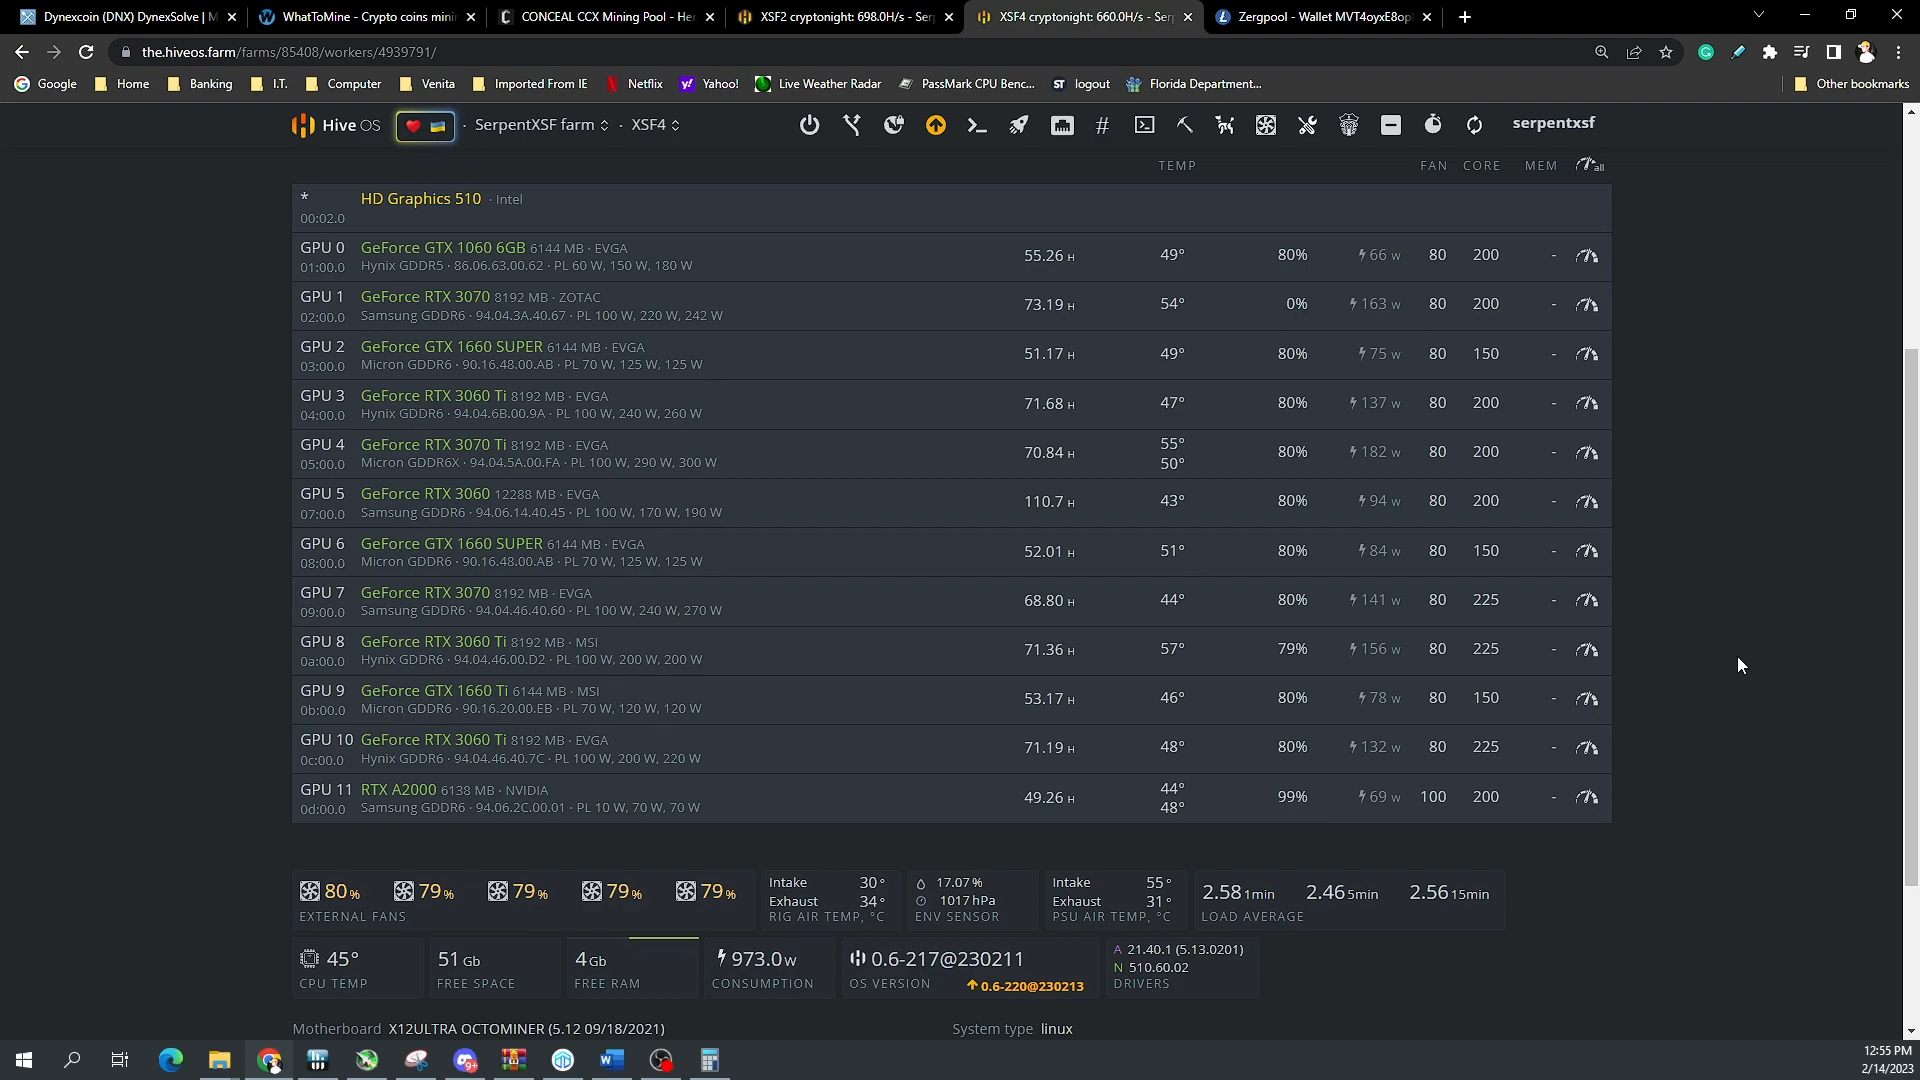 Dynexcoin (DNX) DynexSolve | M
WhatToMine - Crypto coins minin
CONCEAL CCX Mining Pool - Her
XSF2 cryptonight: 698.0H/s - Ser
XSF4 cryptonight: 660.0H/s - Ser
Zergpool - Wallet MVT4oyxE8op
the.hiveos.farm/farms/85408/workers/4939791/
Google Home Banking I.T. Computer Venita Imported From IE Netflix Yahoo! Live Weather Radar PassMark CPU Benc... ST logout Florida Department... Other bookmarks
Hive OS · SerpentXSF farm · XSF4 serpentxsf
TEMP FAN CORE MEM all
* HD Graphics 510 · Intel
00:02.0
GPU 0 GeForce GTX 1060 6GB 6144 MB · EVGA 55.26 H 49° 80% 66 w 80 200 -
01:00.0 Hynix GDDR5 · 86.06.63.00.62 · PL 60 W, 150 W, 180 W
GPU 1 GeForce RTX 3070 8192 MB · ZOTAC 73.19 H 54° 0% 163 w 80 200 -
02:00.0 Samsung GDDR6 · 94.04.3A.40.67 · PL 100 W, 220 W, 242 W
GPU 2 GeForce GTX 1660 SUPER 6144 MB · EVGA 51.17 H 49° 80% 75 w 80 150 -
03:00.0 Micron GDDR6 · 90.16.48.00.AB · PL 70 W, 125 W, 125 W
GPU 3 GeForce RTX 3060 Ti 8192 MB · EVGA 71.68 H 47° 80% 137 w 80 200 -
04:00.0 Hynix GDDR6 · 94.04.6B.00.9A · PL 100 W, 240 W, 260 W
GPU 4 GeForce RTX 3070 Ti 8192 MB · EVGA 70.84 H 55° 80% 182 w 80 200 -
05:00.0 Micron GDDR6X · 94.04.5A.00.FA · PL 100 W, 290 W, 300 W 50°
GPU 5 GeForce RTX 3060 12288 MB · EVGA 110.7 H 43° 80% 94 w 80 200 -
07:00.0 Samsung GDDR6 · 94.06.14.40.45 · PL 100 W, 170 W, 190 W
GPU 6 GeForce GTX 1660 SUPER 6144 MB · EVGA 52.01 H 51° 80% 84 w 80 150 -
08:00.0 Micron GDDR6 · 90.16.48.00.AB · PL 70 W, 125 W, 125 W
GPU 7 GeForce RTX 3070 8192 MB · EVGA 68.80 H 44° 80% 141 w 80 225 -
09:00.0 Samsung GDDR6 · 94.04.46.40.60 · PL 100 W, 240 W, 270 W
GPU 8 GeForce RTX 3060 Ti 8192 MB · MSI 71.36 H 57° 79% 156 w 80 225 -
0a:00.0 Hynix GDDR6 · 94.04.46.00.D2 · PL 100 W, 200 W, 200 W
GPU 9 GeForce GTX 1660 Ti 6144 MB · MSI 53.17 H 46° 80% 78 w 80 150 -
0b:00.0 Micron GDDR6 · 90.16.20.00.EB · PL 70 W, 120 W, 120 W
GPU 10 GeForce RTX 3060 Ti 8192 MB · EVGA 71.19 H 48° 80% 132 w 80 225 -
0c:00.0 Hynix GDDR6 · 94.04.46.40.7C · PL 100 W, 200 W, 220 W
GPU 11 RTX A2000 6138 MB · NVIDIA 49.26 H 44° 99% 69 w 100 200 -
0d:00.0 Samsung GDDR6 · 94.06.2C.00.01 · PL 10 W, 70 W, 70 W 48°
80 % 79 % 79 % 79 % 79 %
EXTERNAL FANS
Intake 30°
Exhaust 34°
RIG AIR TEMP, °C
17.07 %
1017 hPa
ENV SENSOR
Intake 55°
Exhaust 31°
PSU AIR TEMP, °C
2.58 1min 2.46 5min 2.56 15min
LOAD AVERAGE
45°
CPU TEMP
51 Gb
FREE SPACE
4 Gb
FREE RAM
973.0 w
CONSUMPTION
0.6-217@230211
OS VERSION 0.6-220@230213
A 21.40.1 (5.13.0201)
N 510.60.02
DRIVERS
Motherboard X12ULTRA OCTOMINER (5.12 09/18/2021)
System type linux
9+
12:55 PM
2/14/2023